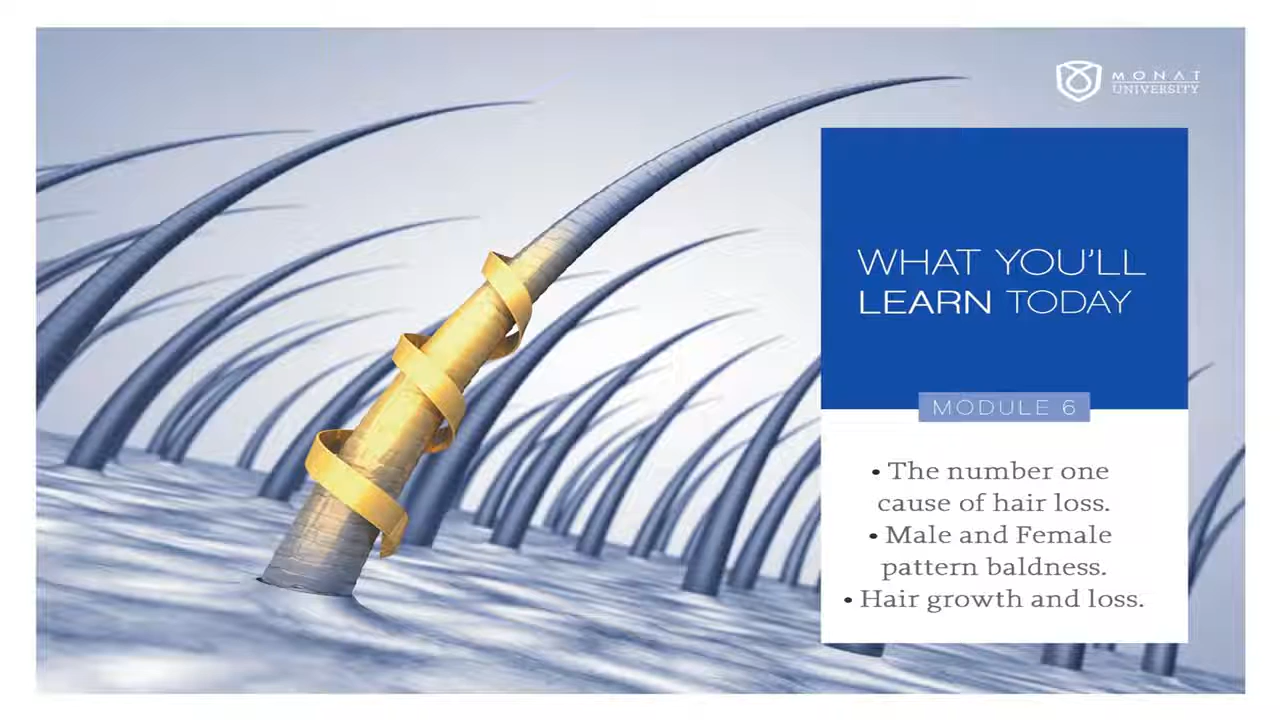 MONAT
UNIVERSITY
WHAT YOU'LL
LEARN TODAY
MODULE 6
• The number one
cause of hair loss.
• Male and Female
pattern baldness.
• Hair growth and loss.